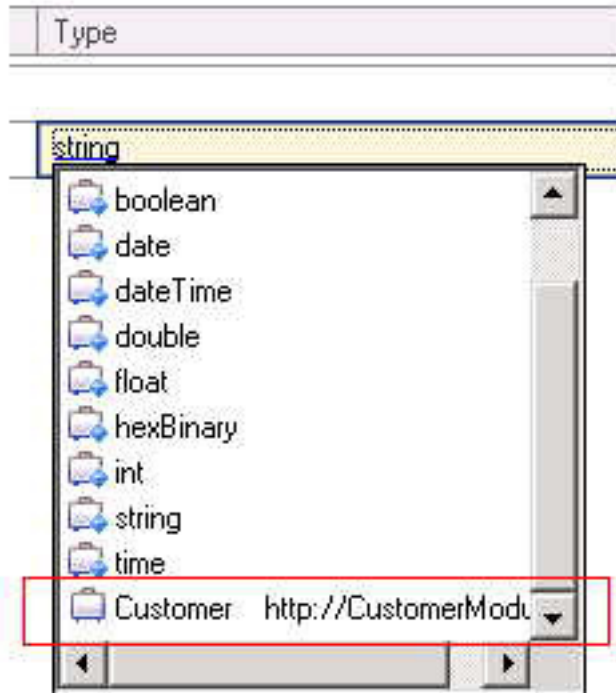 Type
string
boolean
date
dateTime
double
float
hexBinary
int
string
time
Customer http://CustomerModu